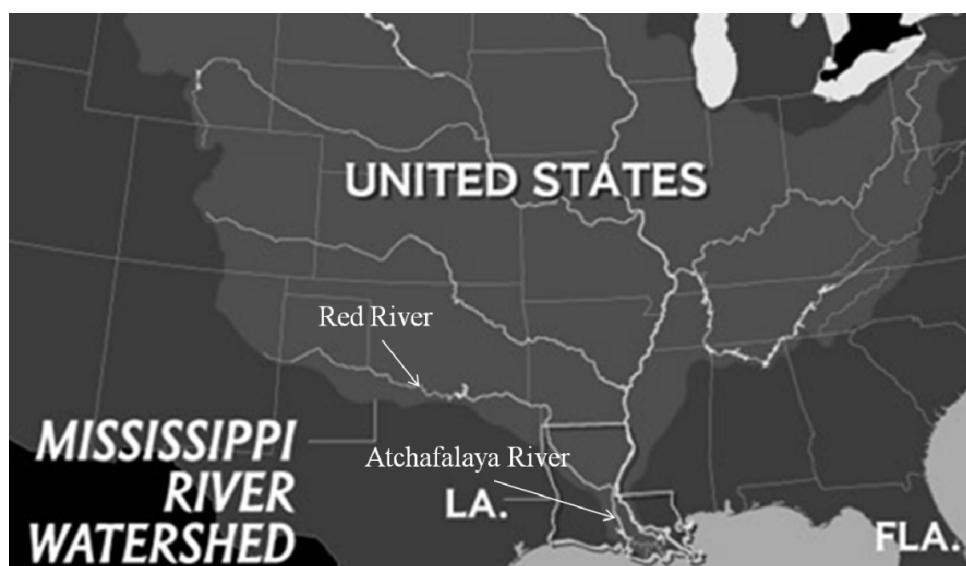 UNITED STATES
Red River
MISSISSIPPI
RIVER
WATERSHED
Atchafalaya River
LA.
FLA.